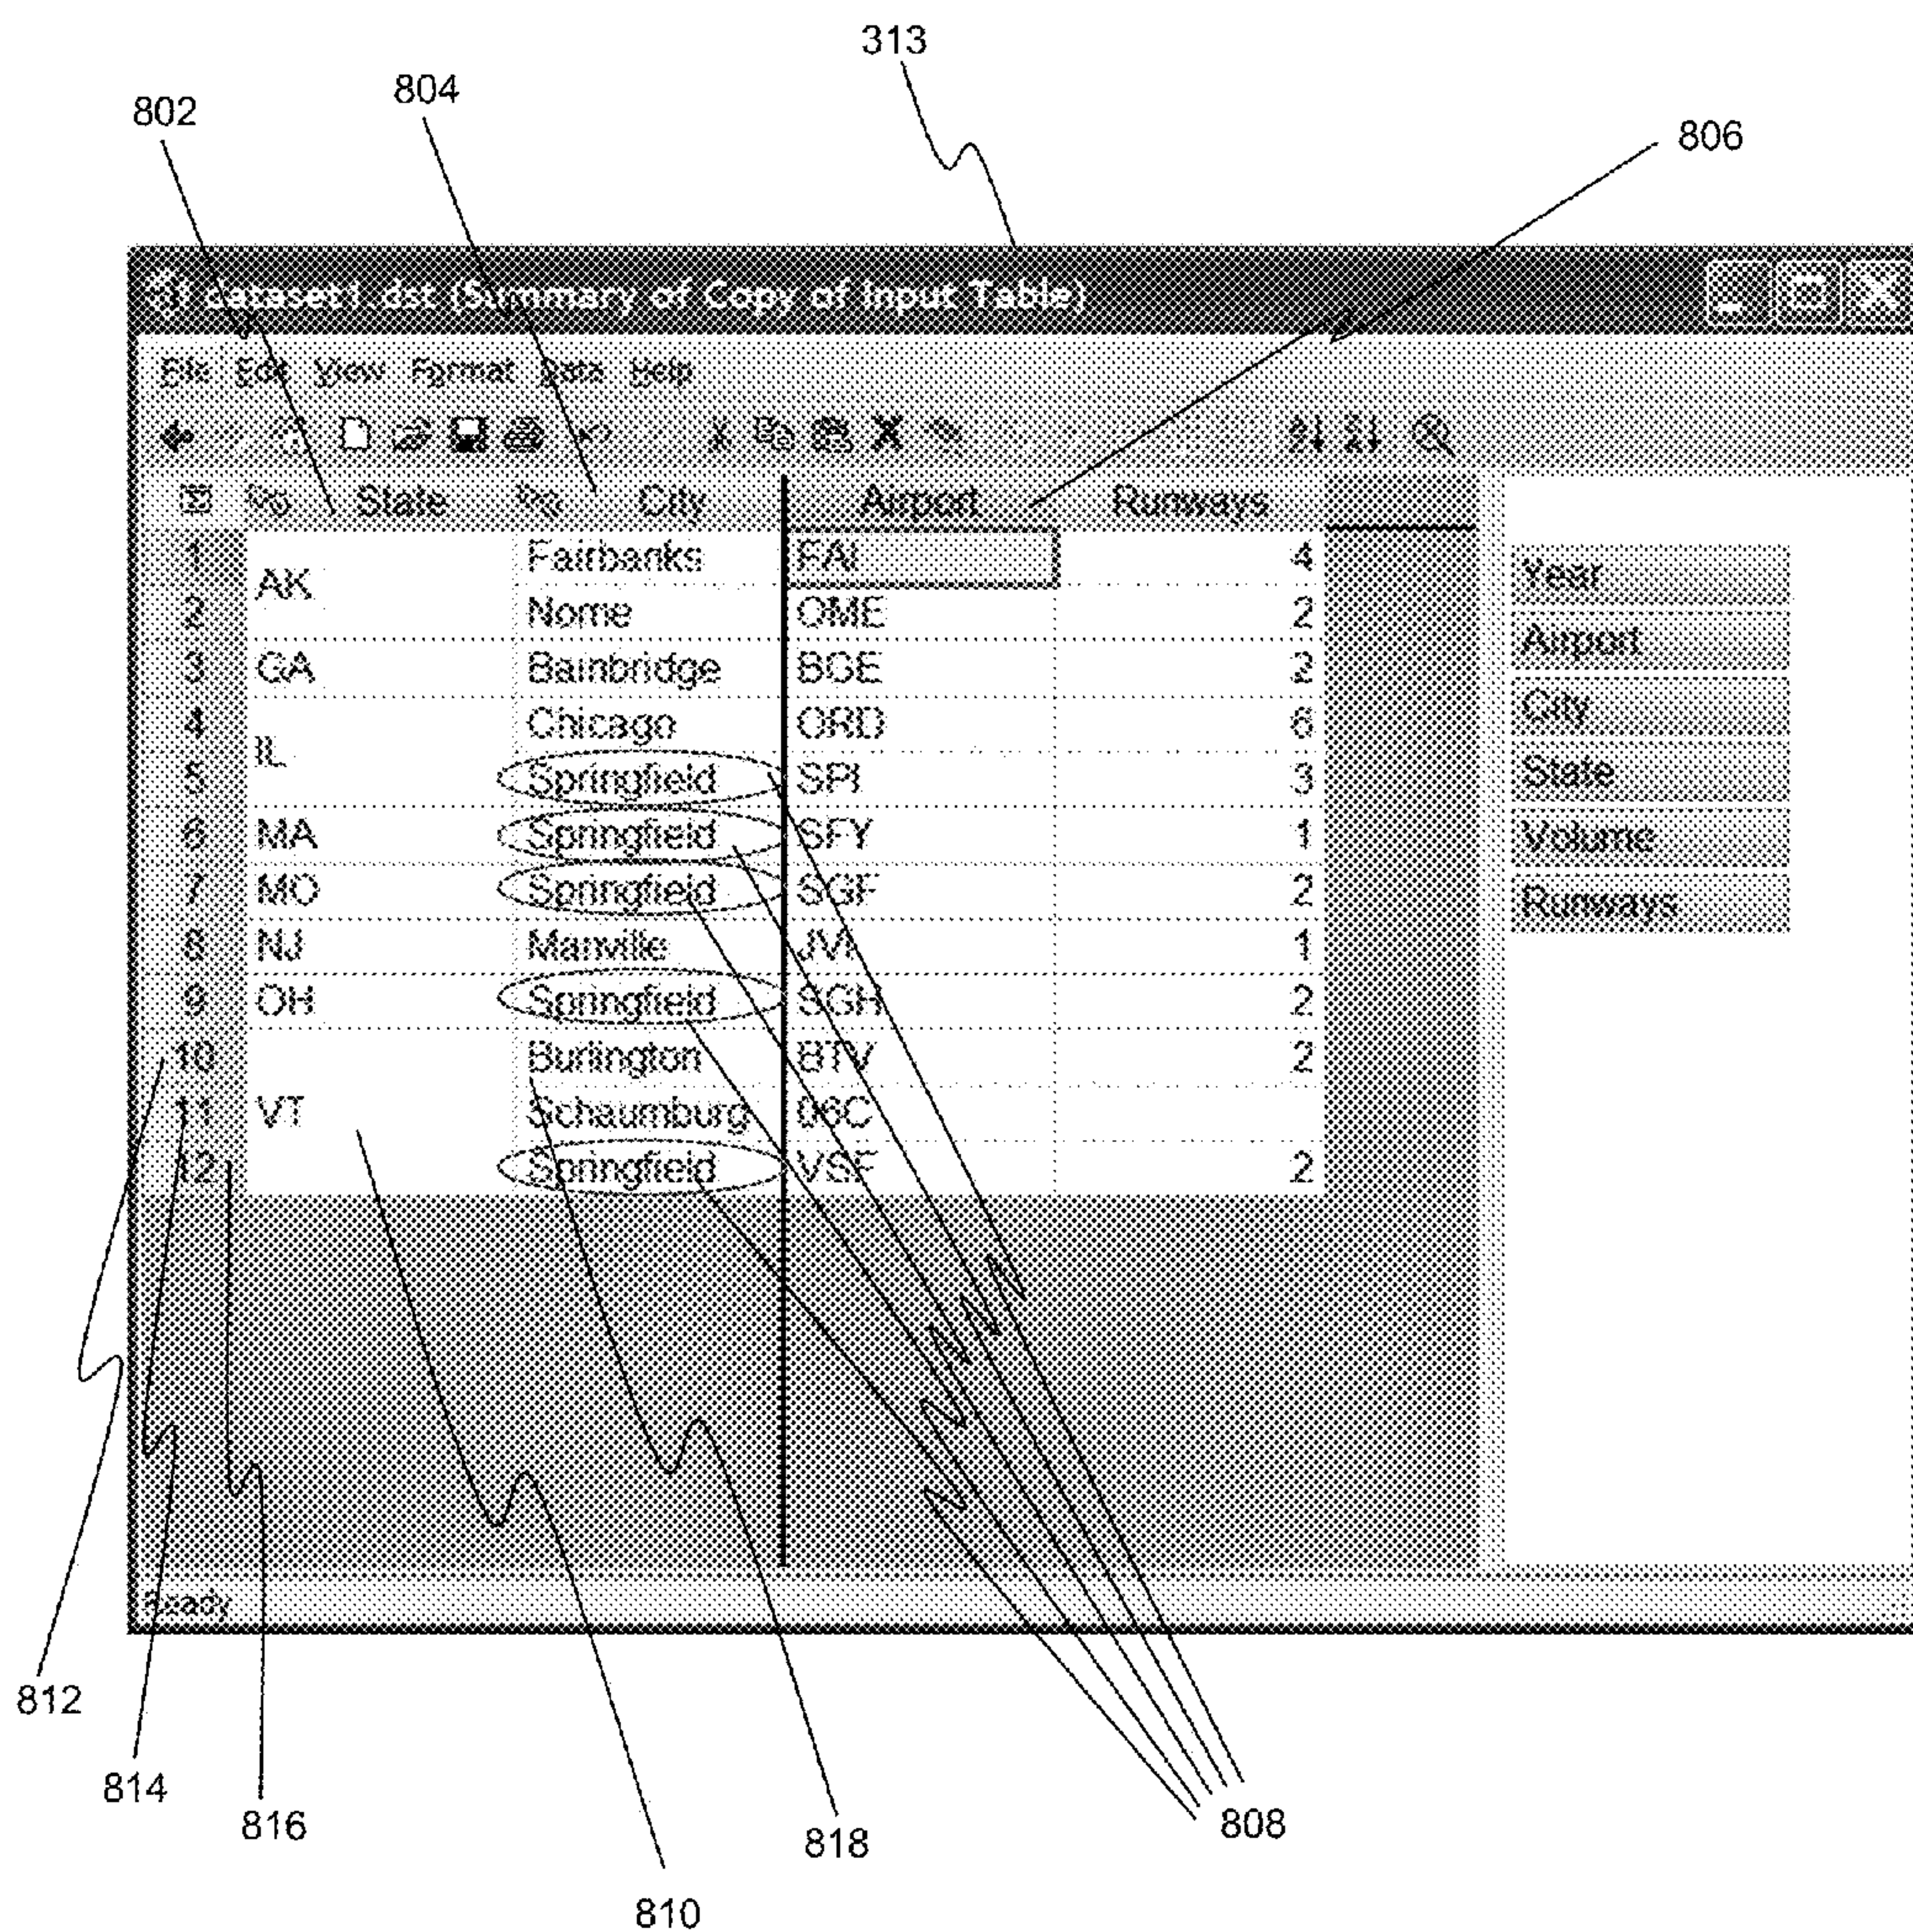 313
804
802
806
dataset1.dst (Summary of Copy of Input Table)
File Edit View Format Data Help
State City Airport Runways
1 AK Fairbanks FAI 4
2 Nome OME 2
3 GA Bainbridge BGE 2
4 IL Chicago ORD 6
5 Springfield SPI 3
6 MA Springfield SFY 1
7 MO Springfield SGF 2
8 NJ Manville JVI 1
9 OH Springfield SGH 2
10 Burlington BTV 2
11 VT Schaumburg 06C
12 Springfield VSF 2
Year
Airport
City
State
Volume
Runways
Ready
812
814
816
818
808
810